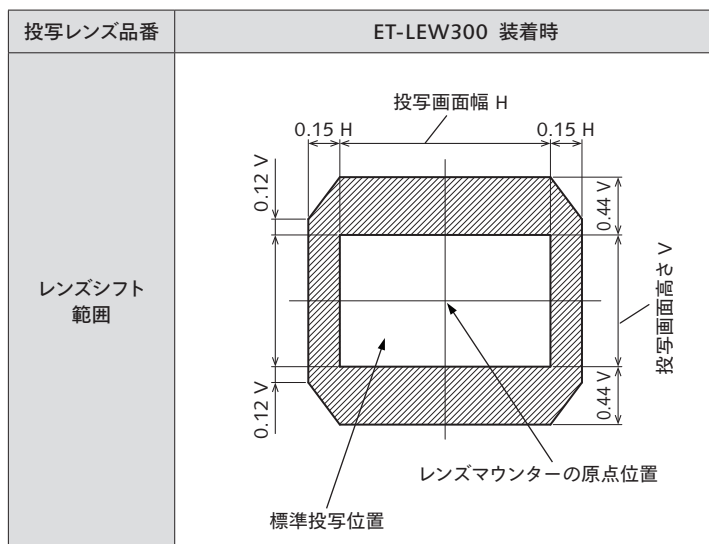 投写レンズ品番
ET-LEW300 装着時
レンズシフト
範囲
投写画面幅 H
0.15 H
0.15 H
0.12 V
0.44 V
投写画面高さ V
0.12 V
0.44 V
レンズマウンターの原点位置
標準投写位置